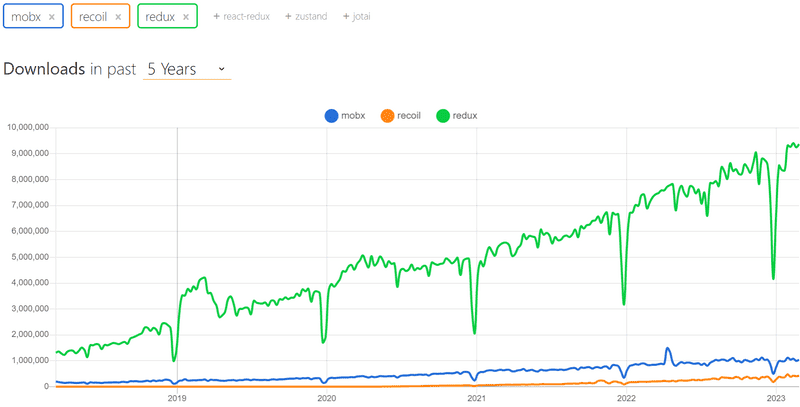 mobx × recoil × redux × + react-redux + zustand + jotai
Downloads in past 5 Years
mobx recoil redux
10,000,000
9,000,000
8,000,000
7,000,000
6,000,000
5,000,000
4,000,000
3,000,000
2,000,000
1,000,000
0
2019 2020 2021 2022 2023